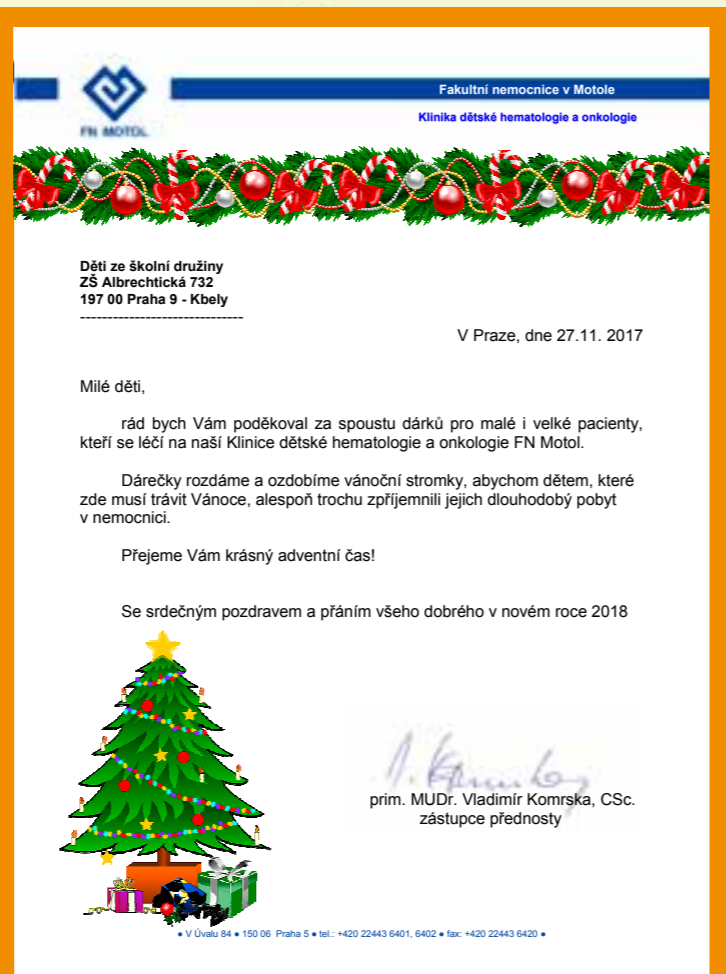 Fakultní nemocnice v Motole
Klinika dětské hematologie a onkologie
FN MOTOL
Děti ze školní družiny
ZŠ Albrechtická 732
197 00 Praha 9 - Kbely
------------------------------
V Praze, dne 27.11. 2017
Milé děti,
rád bych Vám poděkoval za spoustu dárků pro malé i velké pacienty,
kteří se léčí na naší Klinice dětské hematologie a onkologie FN Motol.
Dárečky rozdáme a ozdobíme vánoční stromky, abychom dětem, které
zde musí trávit Vánoce, alespoň trochu zpříjemnili jejich dlouhodobý pobyt
v nemocnici.
Přejeme Vám krásný adventní čas!
Se srdečným pozdravem a přáním všeho dobrého v novém roce 2018
prim. MUDr. Vladimír Komrska, CSc.
zástupce přednosty
● V Úvalu 84 ● 150 06 Praha 5 ● tel.: +420 22443 6401, 6402 ● fax: +420 22443 6420 ●